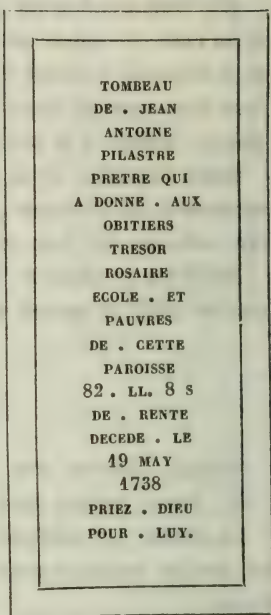 TOMBEAU
DE . JEAN
ANTOINE
PILASTRE
PRETRE QUI
A DONNE . AUX
OBITIERS
TRESOR
ROSAIRE
ECOLE . ET
PAUVRES
DE . CETTE
PAROISSE
82 . LL. 8 S
DE . RENTE
DECEDE . LE
19 MAY
1738
PRIEZ . DIEU
POUR . LUY.